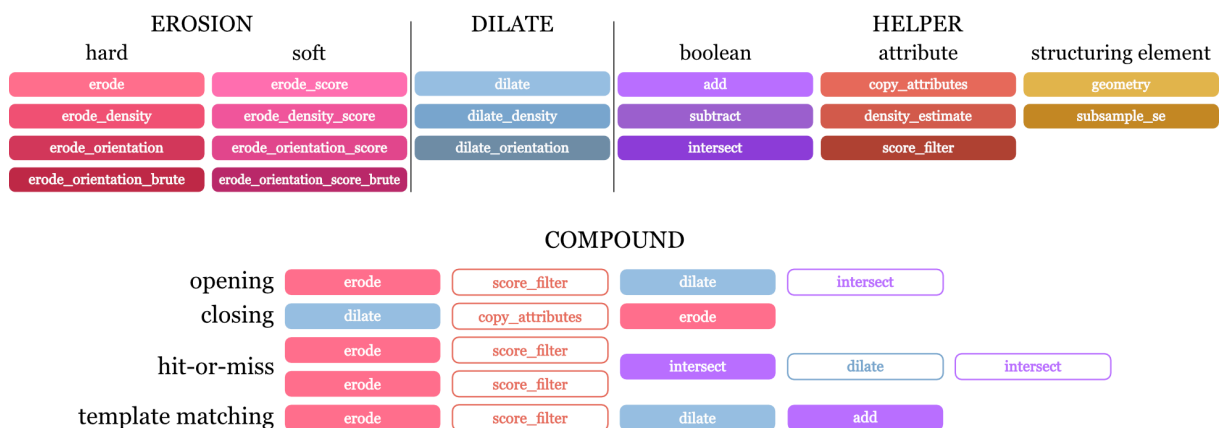 EROSION DILATE HELPER
hard soft boolean attribute structuring element
erode erode_score dilate add copy_attributes geometry
erode_density erode_density_score dilate_density subtract density_estimate subsample_se
erode_orientation erode_orientation_score dilate_orientation intersect score_filter
erode_orientation_brute erode_orientation_score_brute
COMPOUND
opening erode score_filter dilate intersect
closing dilate copy_attributes erode
erode score_filter
hit-or-miss intersect dilate intersect
erode score_filter
template matching erode score_filter dilate add